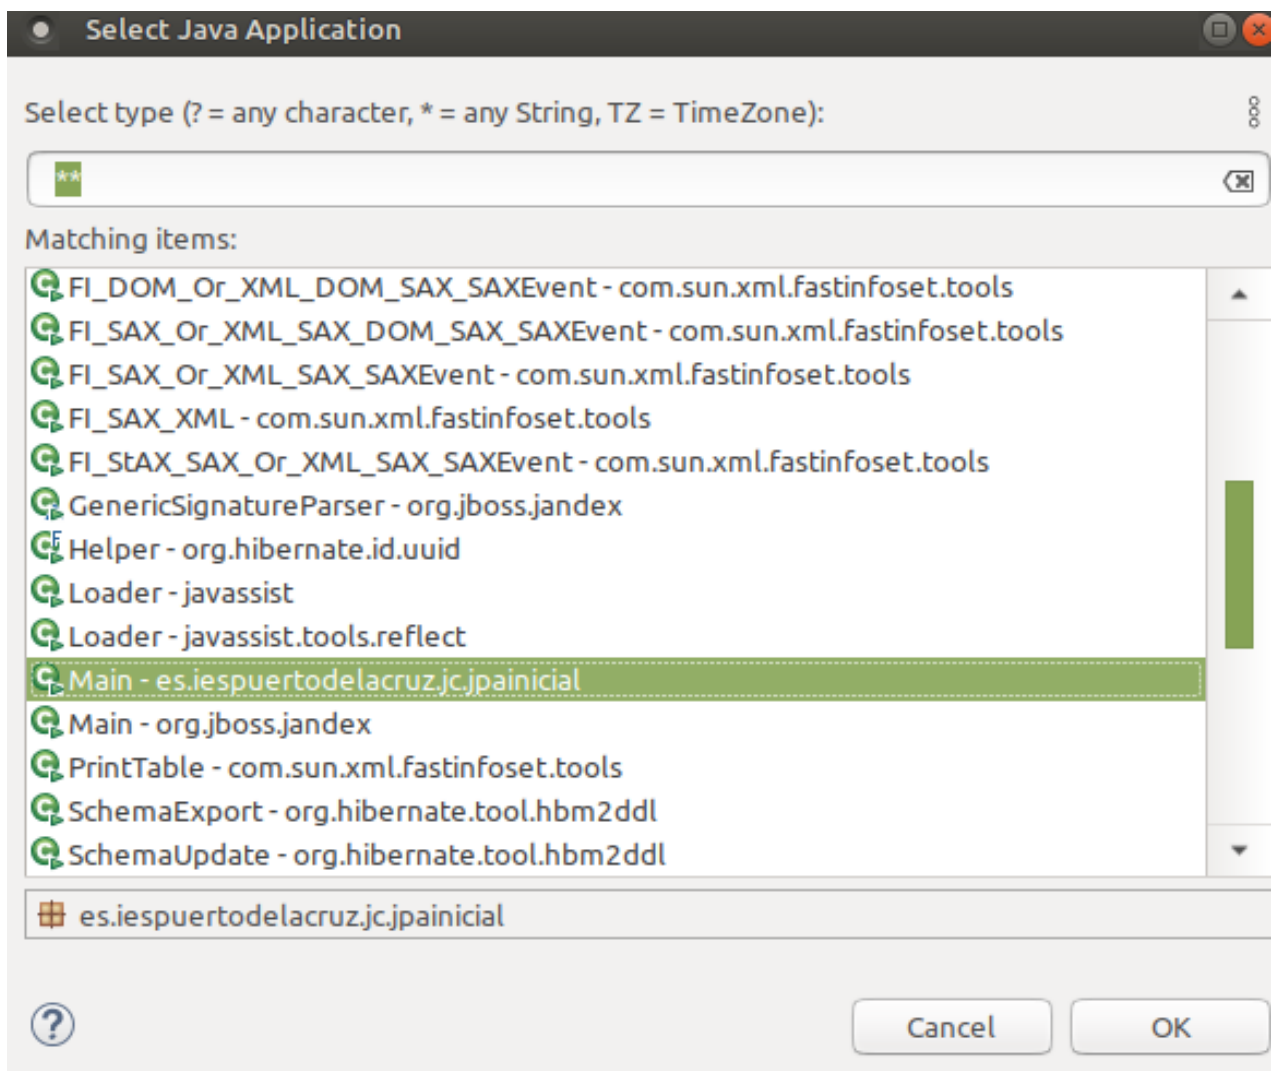 Select Java Application
Select type (? = any character, * = any String, TZ = TimeZone):
**
Matching items:
FI_DOM_Or_XML_DOM_SAX_SAXEvent - com.sun.xml.fastinfoset.tools
FI_SAX_Or_XML_SAX_DOM_SAX_SAXEvent - com.sun.xml.fastinfoset.tools
FI_SAX_Or_XML_SAX_SAXEvent - com.sun.xml.fastinfoset.tools
FI_SAX_XML - com.sun.xml.fastinfoset.tools
FI_StAX_SAX_Or_XML_SAX_SAXEvent - com.sun.xml.fastinfoset.tools
GenericSignatureParser - org.jboss.jandex
Helper - org.hibernate.id.uuid
Loader - javassist
Loader - javassist.tools.reflect
Main - es.iespuertodelacruz.jc.jpainicial
Main - org.jboss.jandex
PrintTable - com.sun.xml.fastinfoset.tools
SchemaExport - org.hibernate.tool.hbm2ddl
SchemaUpdate - org.hibernate.tool.hbm2ddl
es.iespuertodelacruz.jc.jpainicial
? Cancel OK